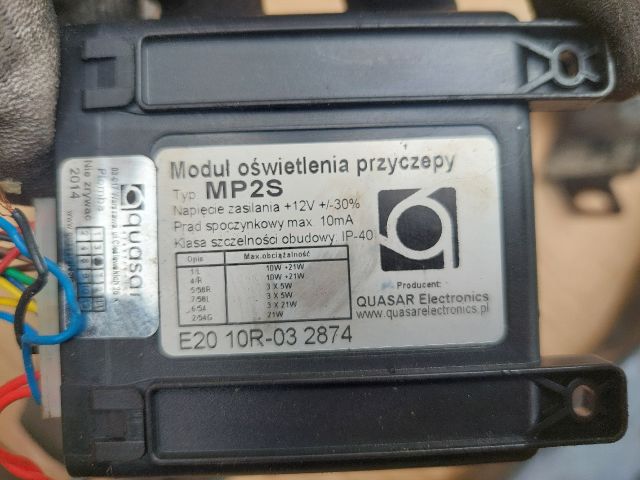 Moduł oświetlenia przyczepy
Typ MP2S
Napięcie zasilania +12V +/-30%
Prąd spoczynkowy max. 10mA
Klasa szczelności obudowy: IP-40
Opis Max.obciążalność
1/L 10W +21W
4/R 10W +21W
5/58R 3 X 5W
7/58L 3 X 5W
6/54 3 X 21W
2/54G 21W
Producent:
QUASAR Electronics
www.quasarelectronics.pl
E20 10R-03 2874
quasar
Plomba
Nie zrywać
2014
www.